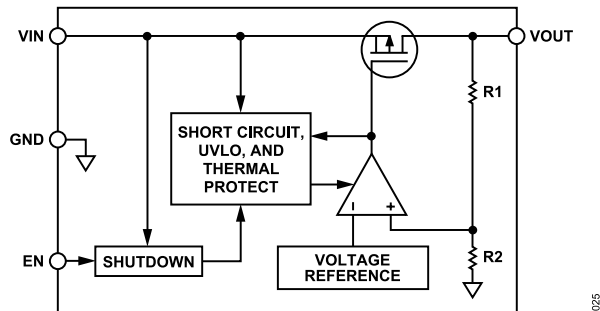 VIN
VOUT
R1
GND
SHORT CIRCUIT,
UVLO, AND
THERMAL
PROTECT
– +
EN
SHUTDOWN
VOLTAGE
REFERENCE
R2
025